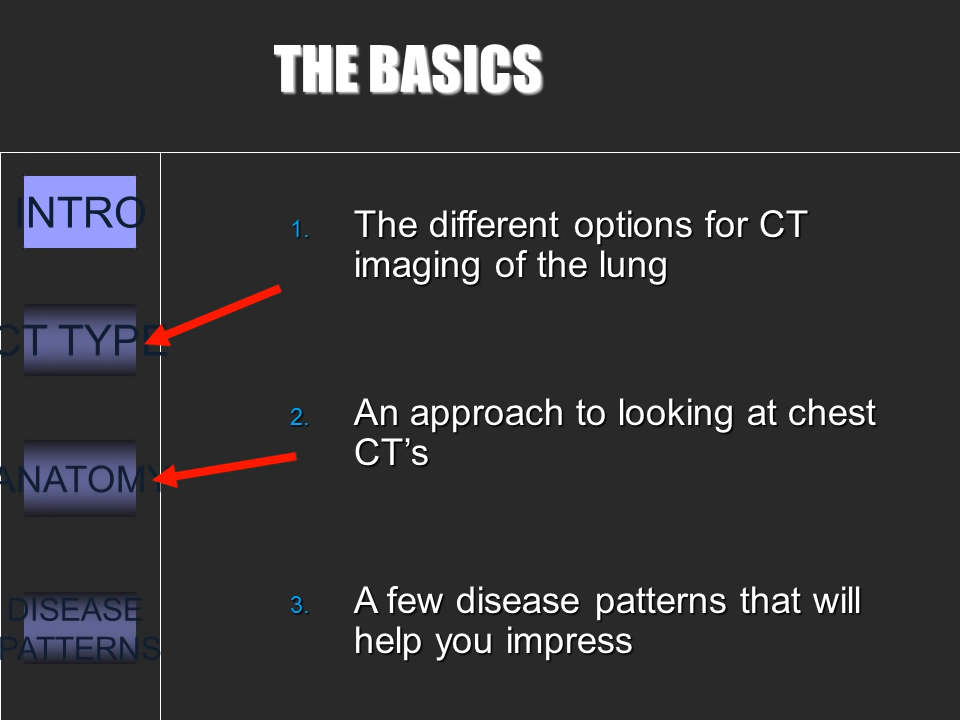 THE BASICS
INTRO
CT TYPE
ANATOMY
DISEASE
PATTERNS
1. The different options for CT
imaging of the lung
2. An approach to looking at chest
CT’s
3. A few disease patterns that will
help you impress